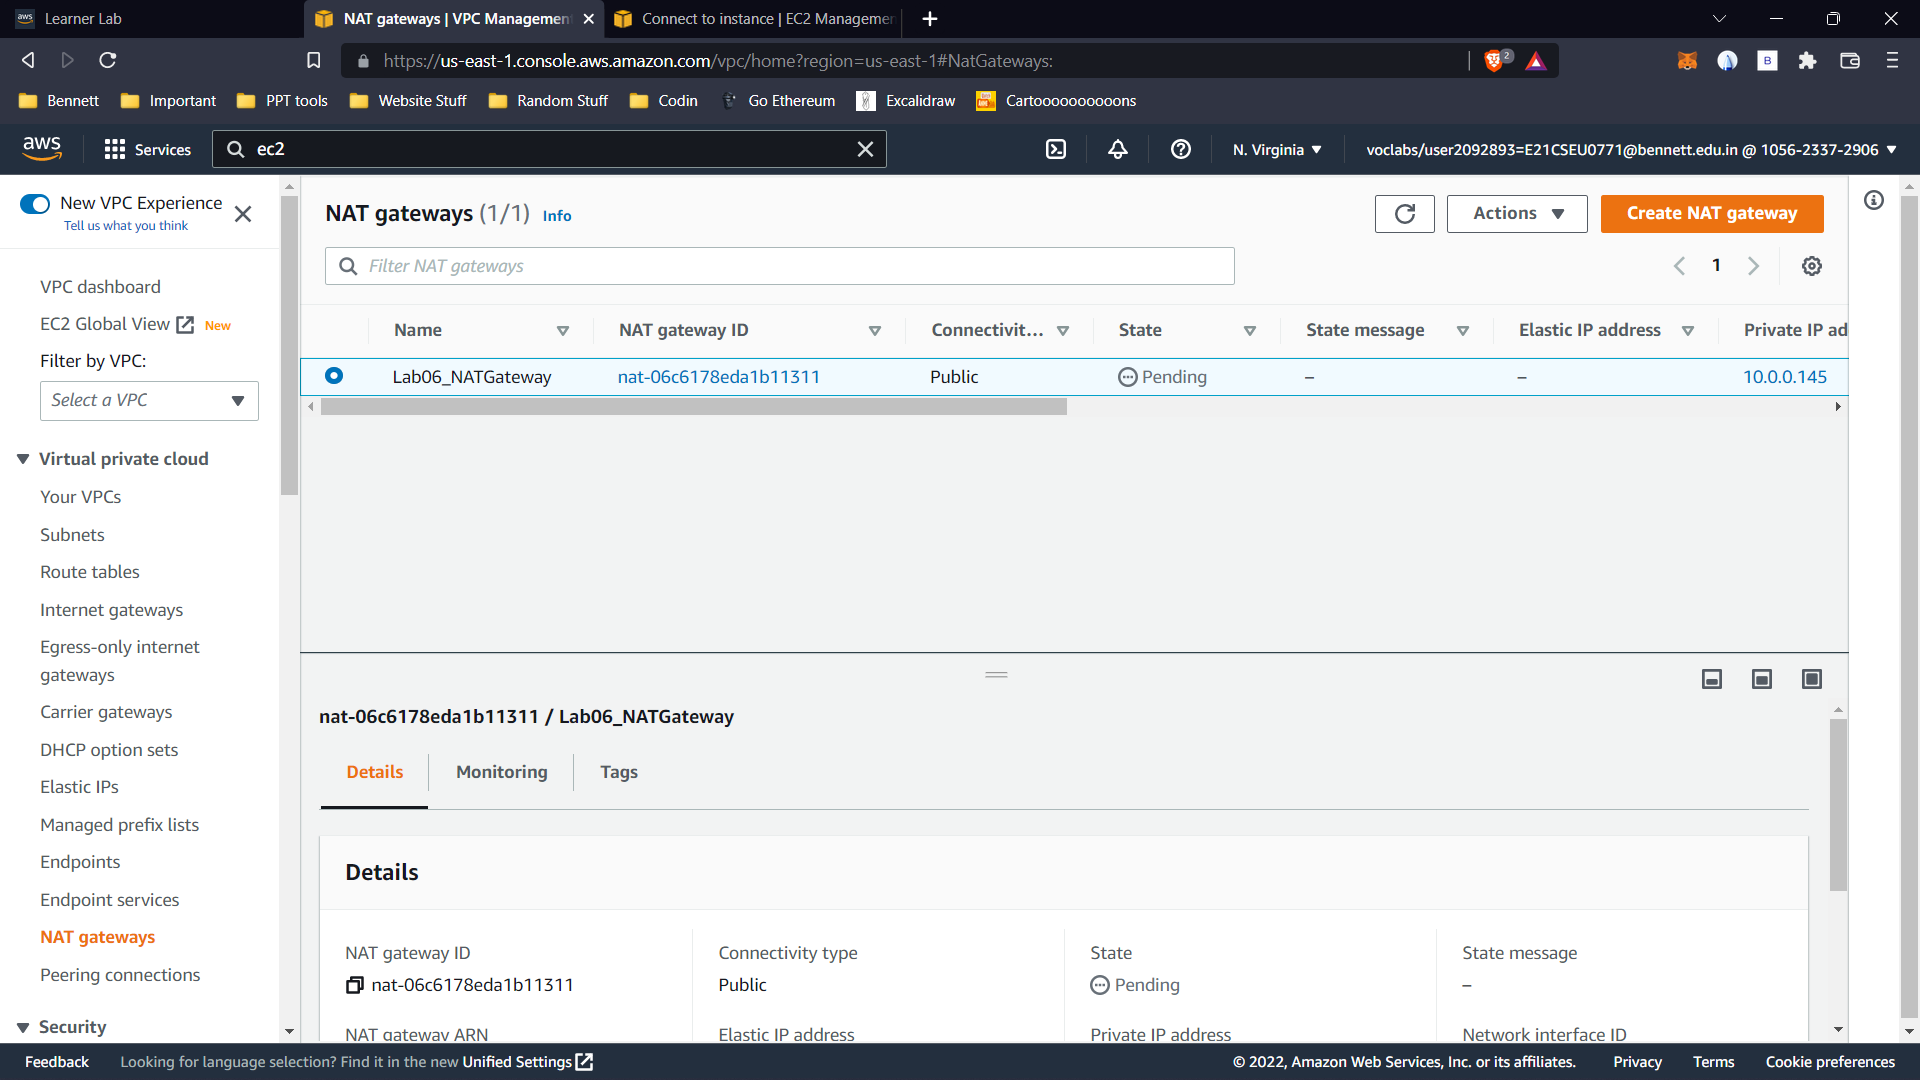 Learner Lab
NAT gateways | VPC Management
Connect to instance | EC2 Managemen
https://us-east-1.console.aws.amazon.com/vpc/home?region=us-east-1#NatGateways:
2
B
Bennett
Important
PPT tools
Website Stuff
Random Stuff
Codin
Go Ethereum
Excalidraw
Cartoooooooooons
aws
Services
ec2
N. Virginia
voclabs/user2092893=E21CSEU0771@bennett.edu.in @ 1056-2337-2906
New VPC Experience
Tell us what you think
VPC dashboard
EC2 Global View New
Filter by VPC:
Select a VPC
Virtual private cloud
Your VPCs
Subnets
Route tables
Internet gateways
Egress-only internet
gateways
Carrier gateways
DHCP option sets
Elastic IPs
Managed prefix lists
Endpoints
Endpoint services
NAT gateways
Peering connections
Security
NAT gateways (1/1) Info
Actions
Create NAT gateway
Filter NAT gateways
1
Name
NAT gateway ID
Connectivit...
State
State message
Elastic IP address
Private IP ad
Lab06_NATGateway
nat-06c6178eda1b11311
Public
Pending
–
–
10.0.0.145
nat-06c6178eda1b11311 / Lab06_NATGateway
Details
Monitoring
Tags
Details
NAT gateway ID
nat-06c6178eda1b11311
Connectivity type
Public
State
Pending
State message
–
NAT gateway ARN
Elastic IP address
Private IP address
Network interface ID
Feedback
Looking for language selection? Find it in the new Unified Settings
© 2022, Amazon Web Services, Inc. or its affiliates.
Privacy
Terms
Cookie preferences